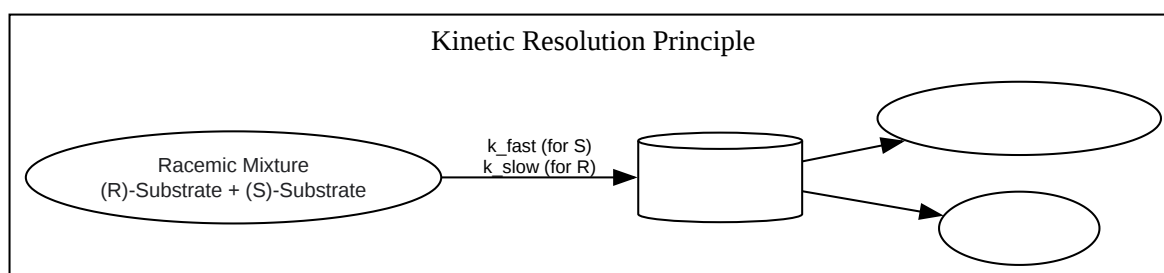 Kinetic Resolution Principle
Racemic Mixture
(R)-Substrate + (S)-Substrate
k_fast (for S)
k_slow (for R)